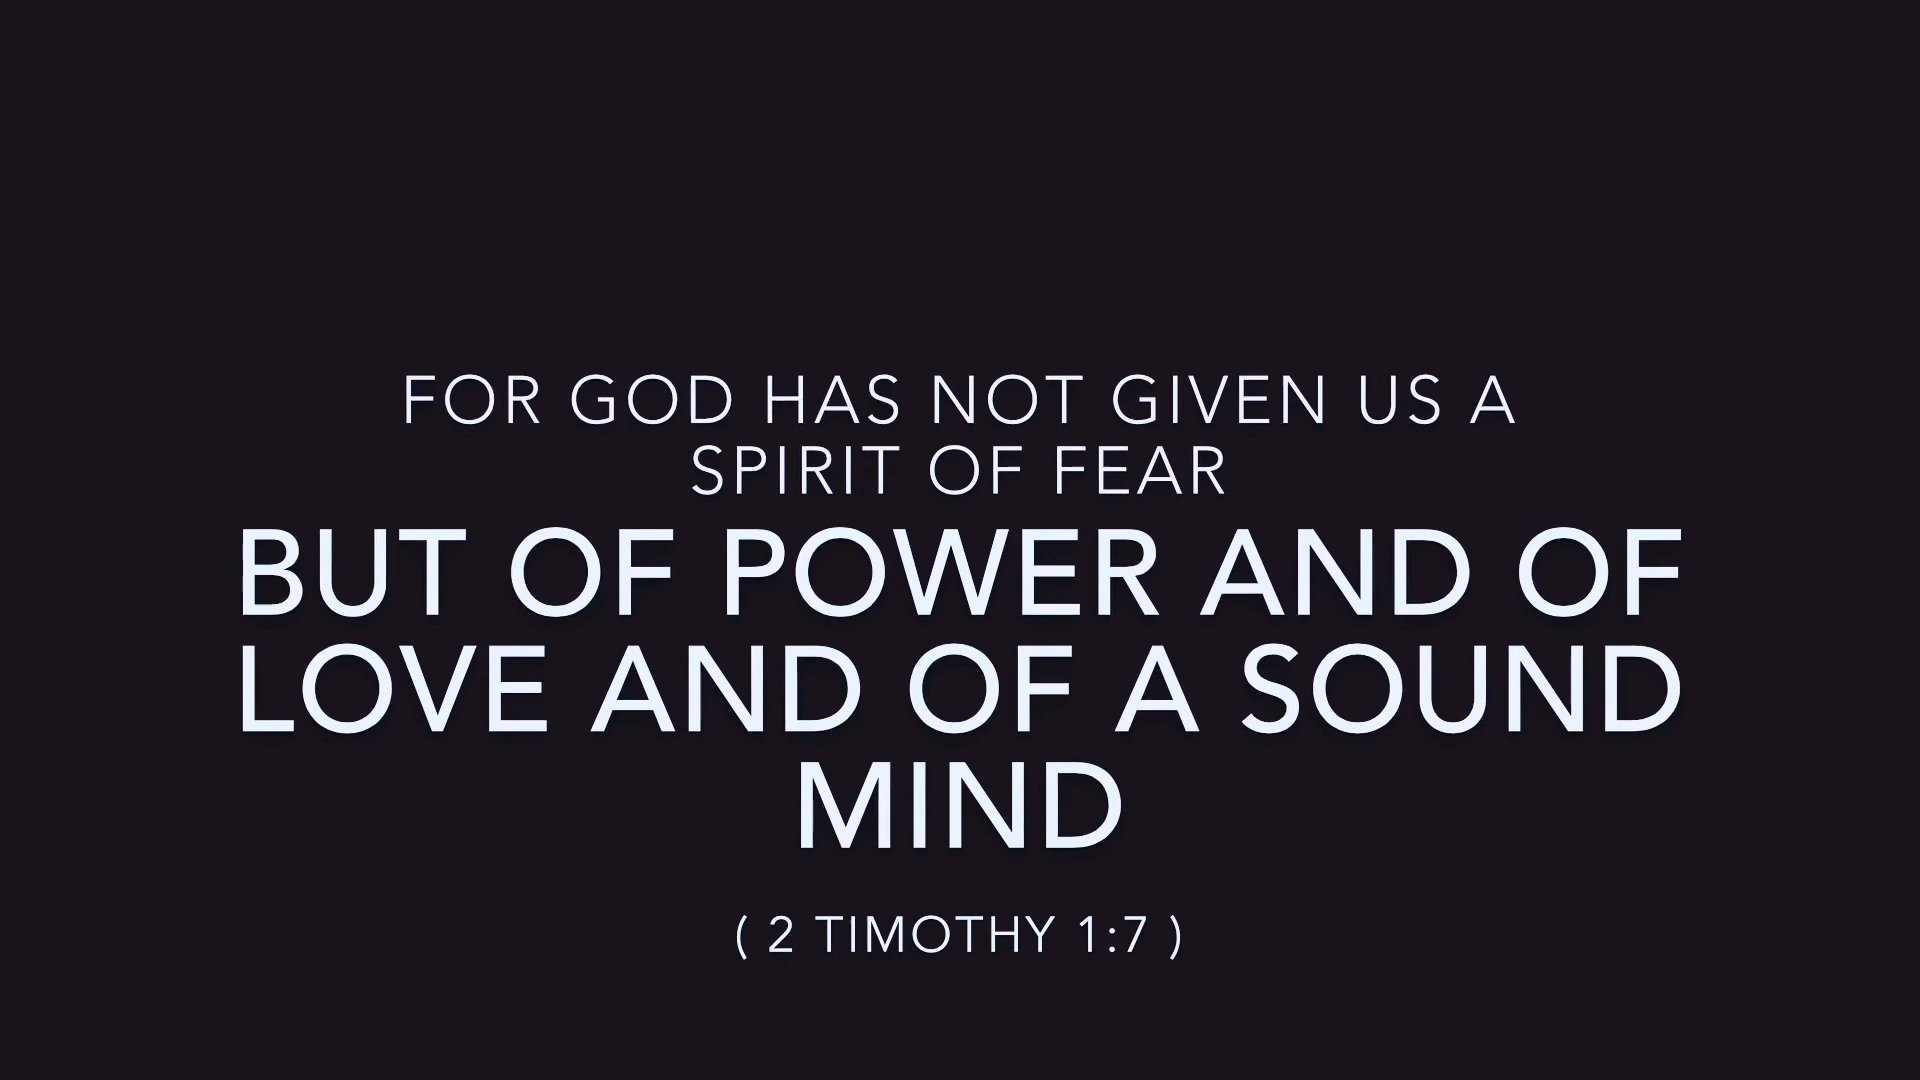 FOR GOD HAS NOT GIVEN US A
SPIRIT OF FEAR
BUT OF POWER AND OF
LOVE AND OF A SOUND
MIND
( 2 TIMOTHY 1:7 )